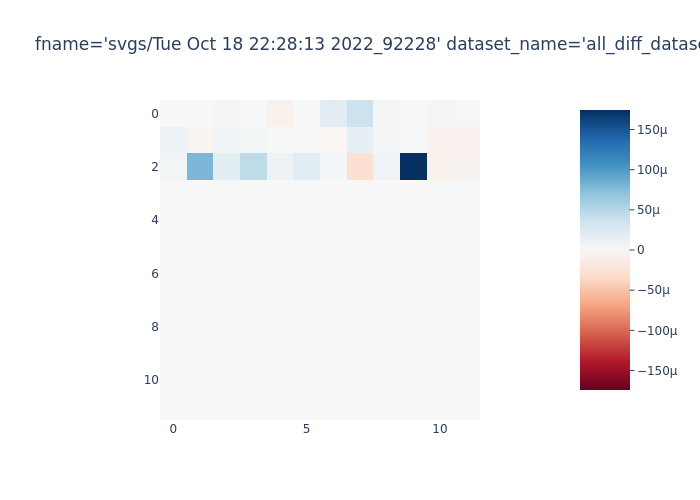 fname='svgs/Tue Oct 18 22:28:13 2022_92228' dataset_name='all_diff_datase
0
2
4
6
8
10
0
5
10
150μ
100μ
50μ
0
−50μ
−100μ
−150μ